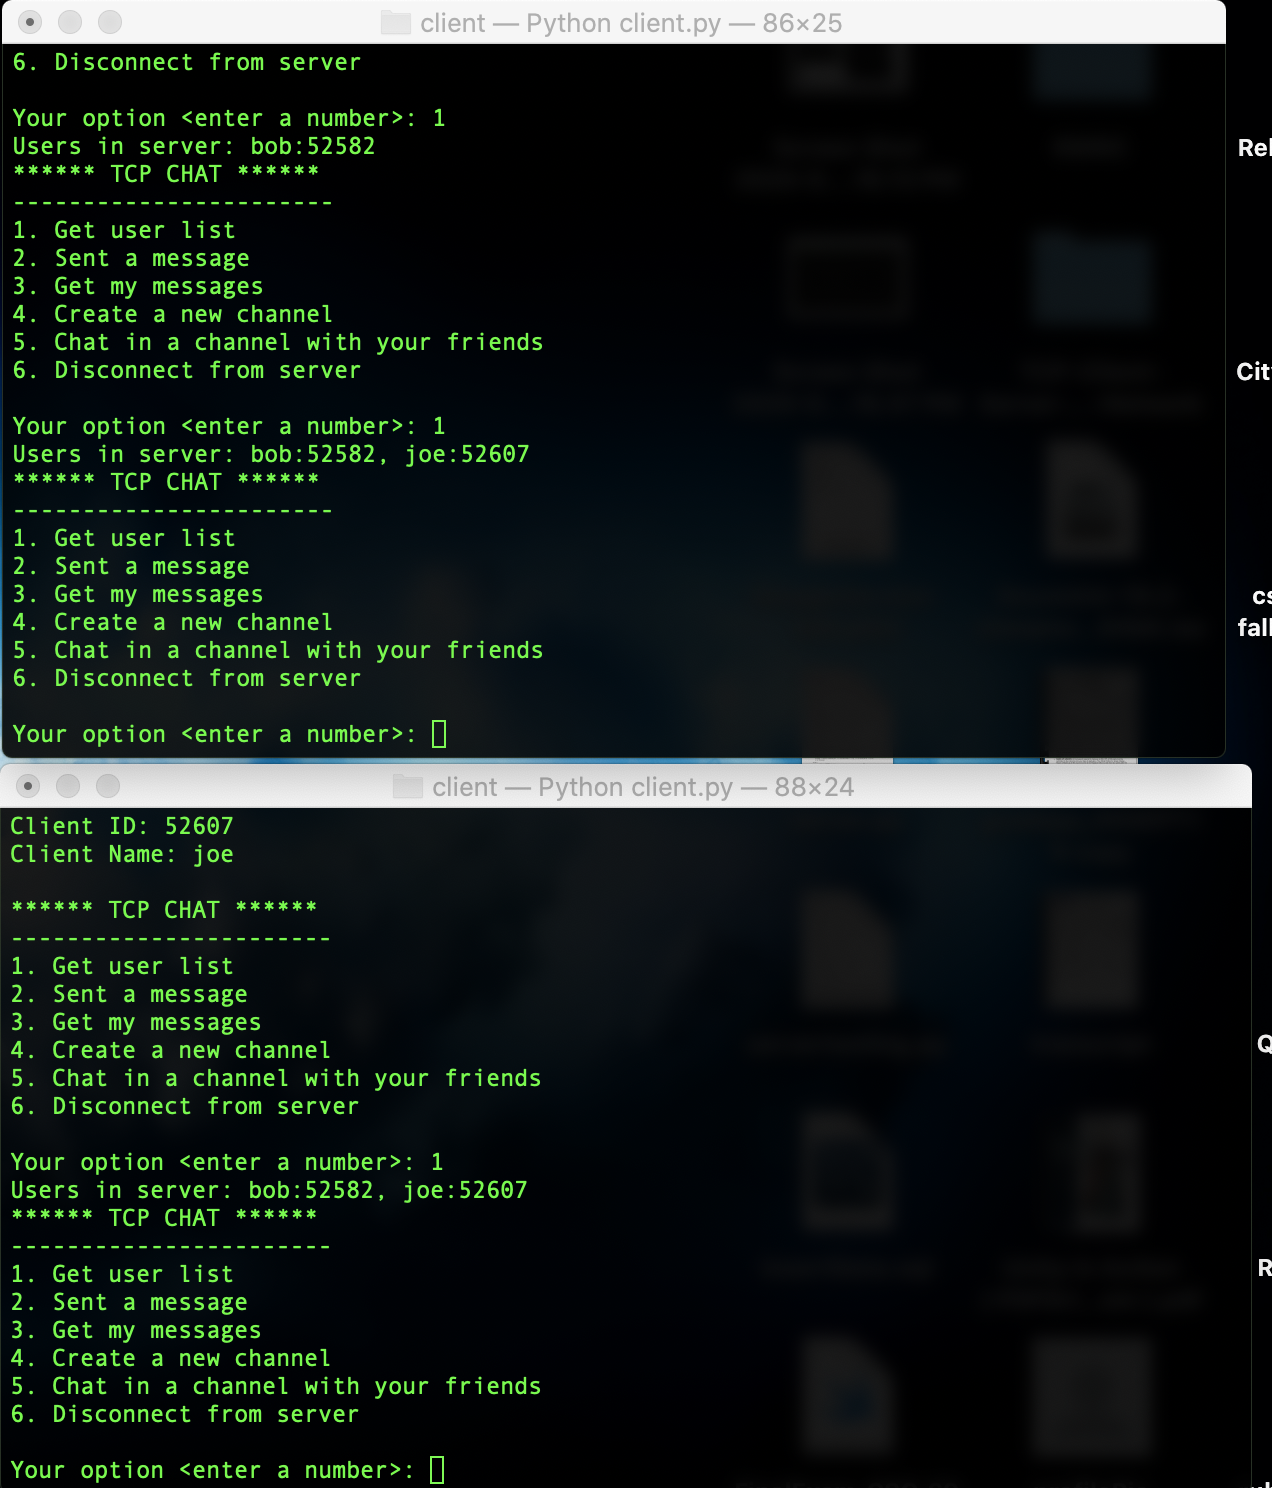 client — Python client.py — 86×25
6. Disconnect from server
Your option <enter a number>: 1
Users in server: bob:52582
****** TCP CHAT ******
-----------------------
1. Get user list
2. Sent a message
3. Get my messages
4. Create a new channel
5. Chat in a channel with your friends
6. Disconnect from server
Your option <enter a number>: 1
Users in server: bob:52582, joe:52607
****** TCP CHAT ******
-----------------------
1. Get user list
2. Sent a message
3. Get my messages
4. Create a new channel
5. Chat in a channel with your friends
6. Disconnect from server
Your option <enter a number>:
client — Python client.py — 88×24
Client ID: 52607
Client Name: joe
****** TCP CHAT ******
-----------------------
1. Get user list
2. Sent a message
3. Get my messages
4. Create a new channel
5. Chat in a channel with your friends
6. Disconnect from server
Your option <enter a number>: 1
Users in server: bob:52582, joe:52607
****** TCP CHAT ******
-----------------------
1. Get user list
2. Sent a message
3. Get my messages
4. Create a new channel
5. Chat in a channel with your friends
6. Disconnect from server
Your option <enter a number>: